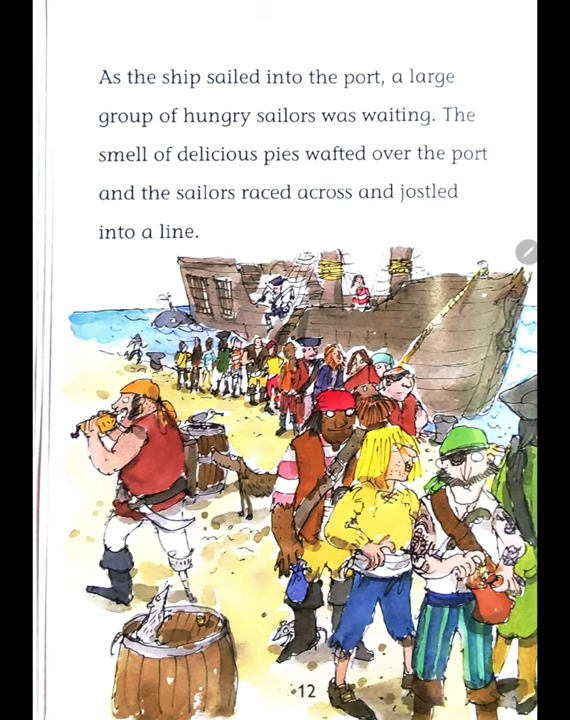 As the ship sailed into the port, a large
group of hungry sailors was waiting. The
smell of delicious pies wafted over the port
and the sailors raced across and jostled
into a line.
12